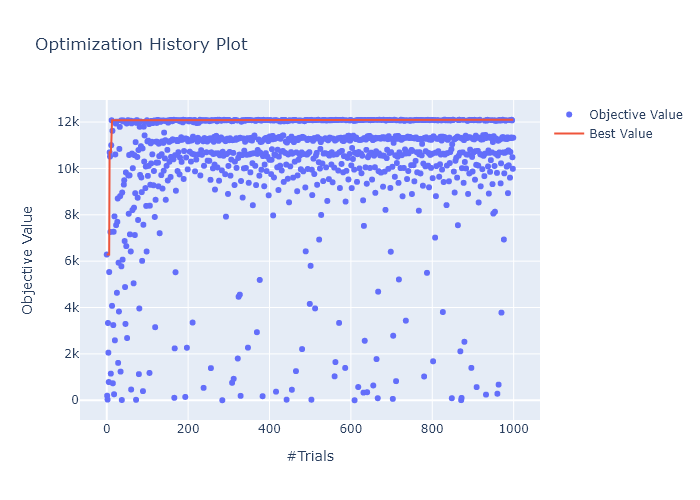 Optimization History Plot
Objective Value
Best Value
12k
10k
8k
6k
4k
2k
0
Objective Value
0
200
400
600
800
1000
#Trials